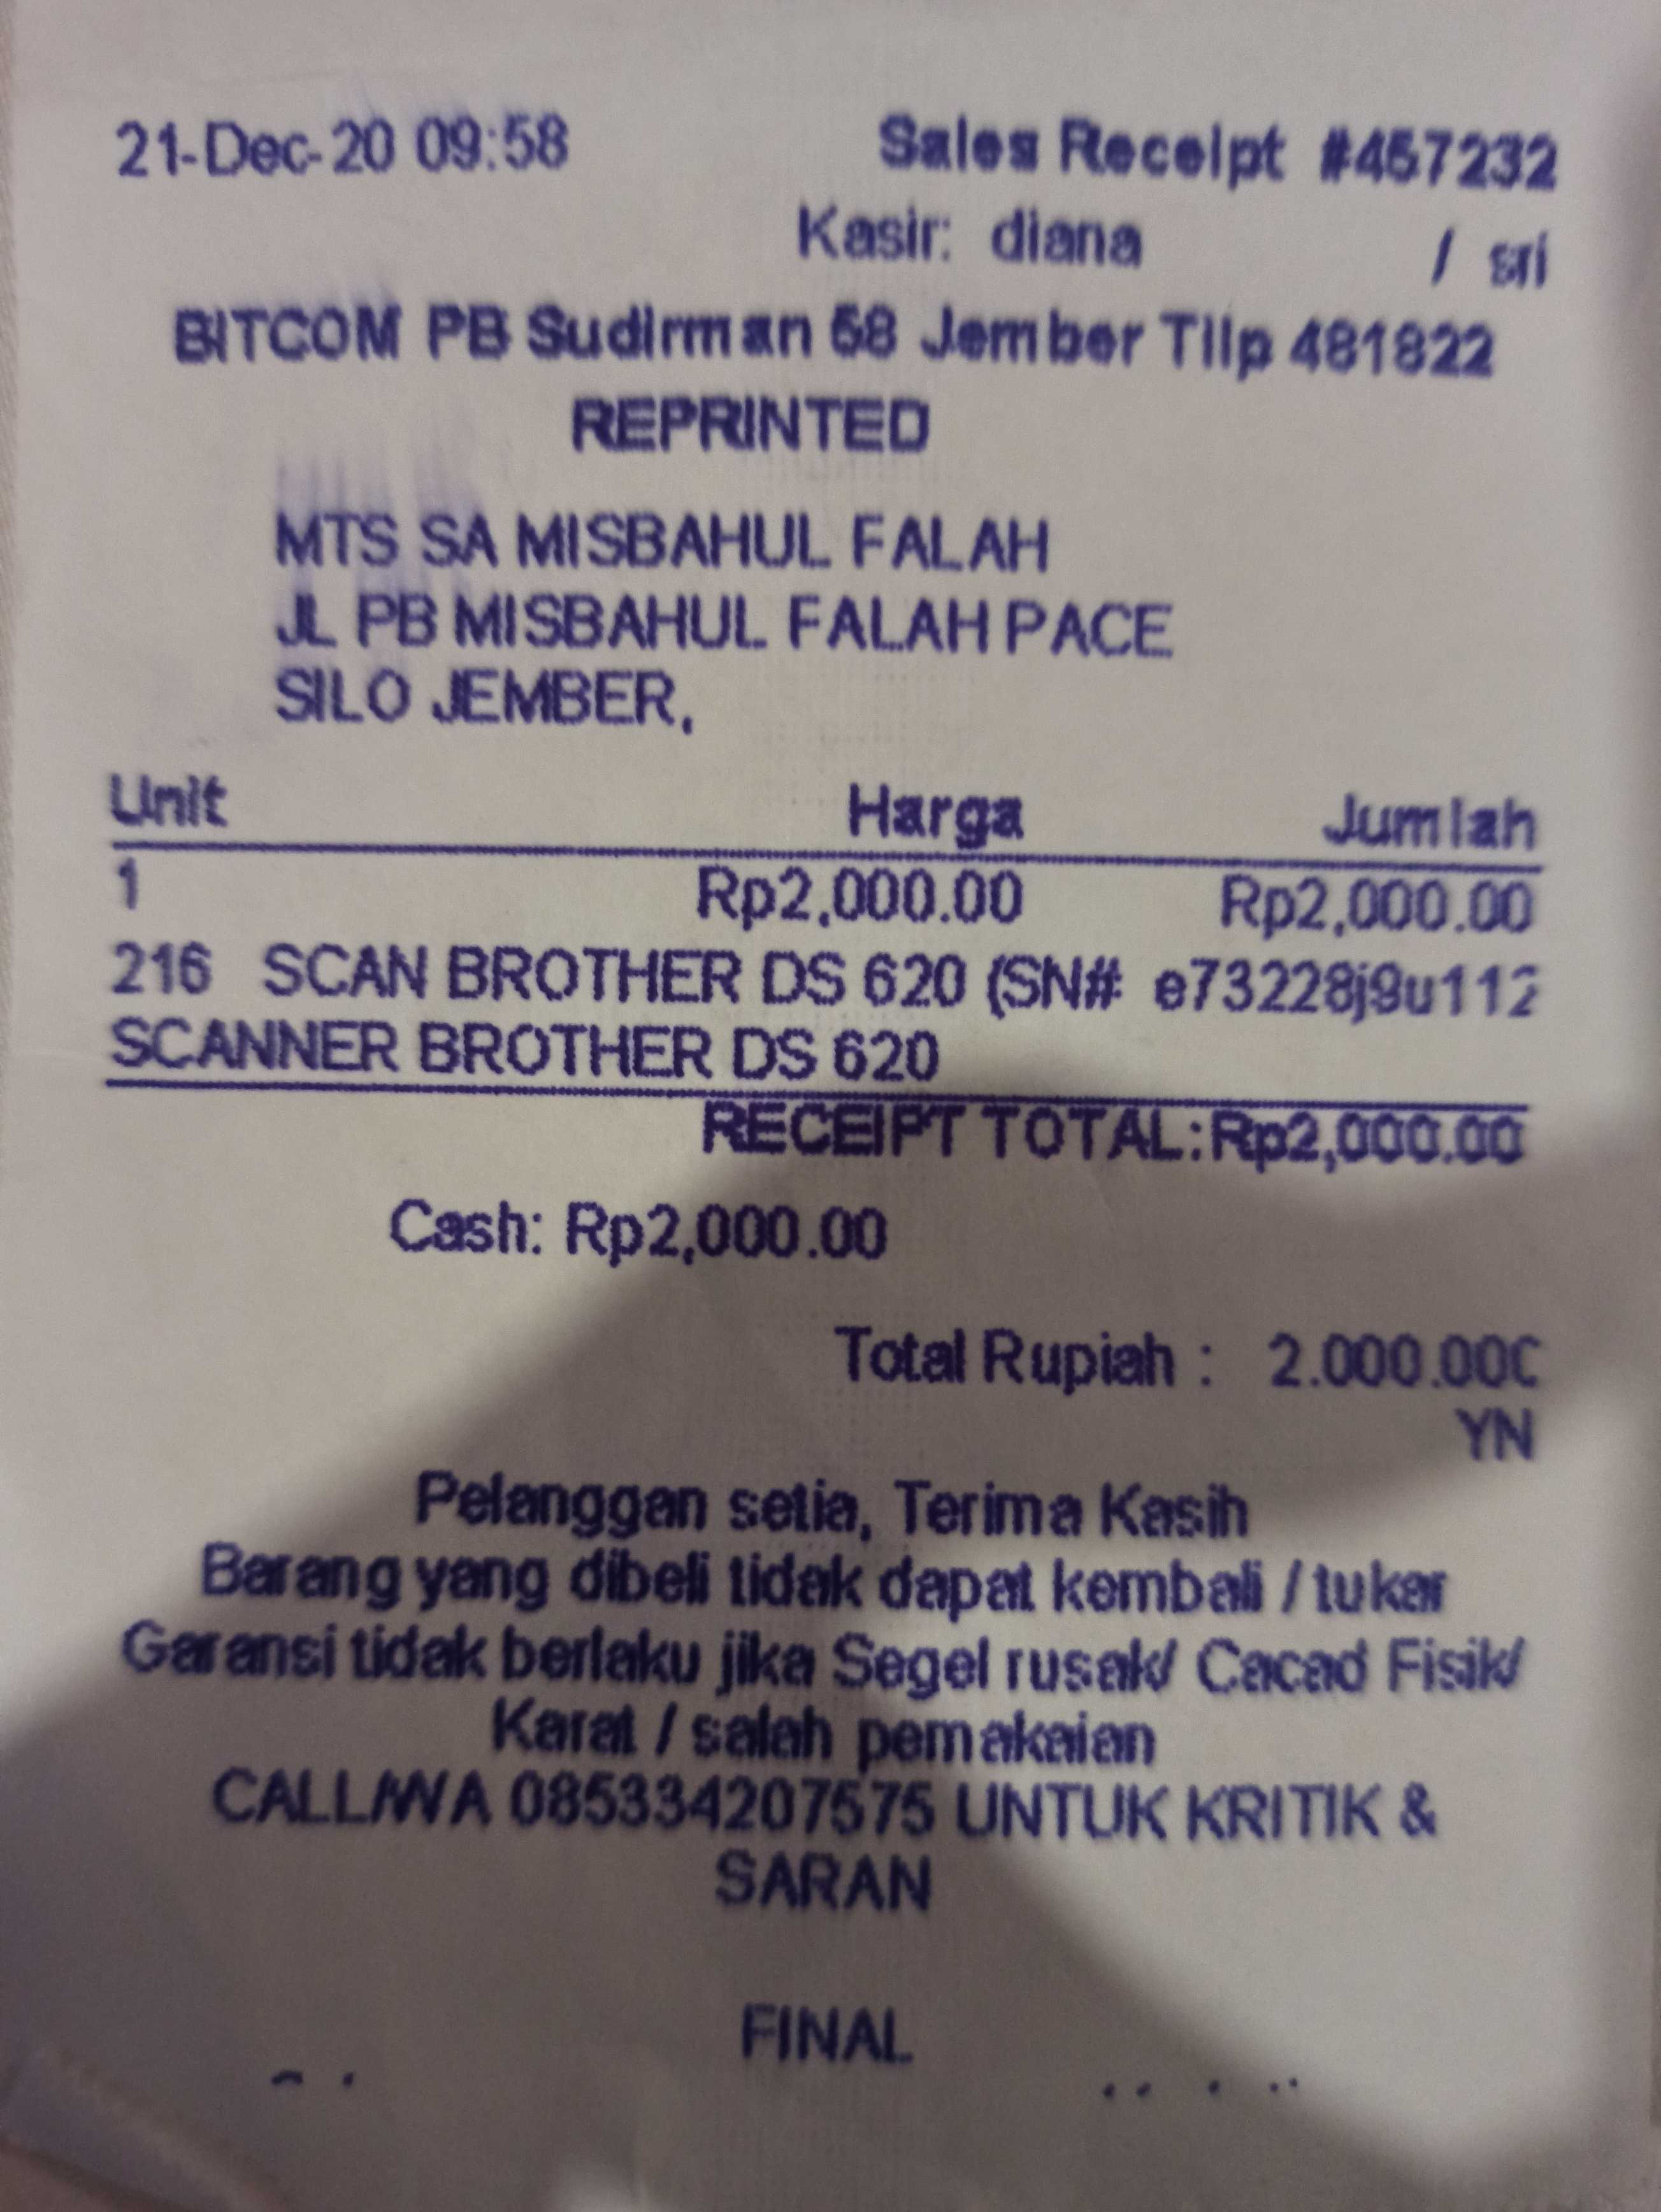 21-Dec-20 09:58 Sales Receipt #457232
Kasir: diana / sri
BITCOM PB Sudirman 58 Jember Tllp 481822
REPRINTED
MTS SA MISBAHUL FALAH
JL PB MISBAHUL FALAH PACE
SILO JEMBER,
Unit Harga Jumlah
1 Rp2,000.00 Rp2,000.00
216 SCAN BROTHER DS 620 (SN# e73228j9u112
SCANNER BROTHER DS 620
RECEIPT TOTAL: Rp2,000.00
Cash: Rp2,000.00
Total Rupiah : 2.000.000
YN
Pelanggan setia, Terima Kasih
Barang yang dibeli tidak dapat kembali / tukar
Garansi tidak berlaku jika Segel rusak/ Cacad Fisik/
Karat / salah pemakaian
CALL/WA 085334207575 UNTUK KRITIK &
SARAN
FINAL